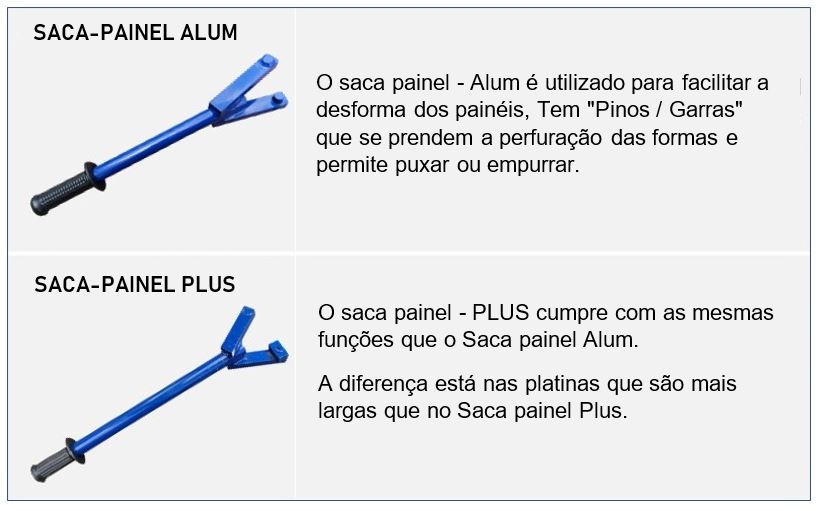 SACA-PAINEL ALUM
O saca painel - Alum é utilizado para facilitar a
desforma dos painéis, Tem "Pinos / Garras"
que se prendem a perfuração das formas e
permite puxar ou empurrar.
SACA-PAINEL PLUS
O saca painel - PLUS cumpre com as mesmas
funções que o Saca painel Alum.
A diferença está nas platinas que são mais
largas que no Saca painel Plus.